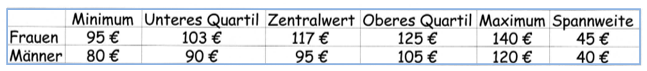 Minimum Unteres Quartil Zentralwert Oberes Quartil Maximum Spannweite
Frauen 95 € 103 € 117 € 125 € 140 € 45 €
Männer 80 € 90 € 95 € 105 € 120 € 40 €